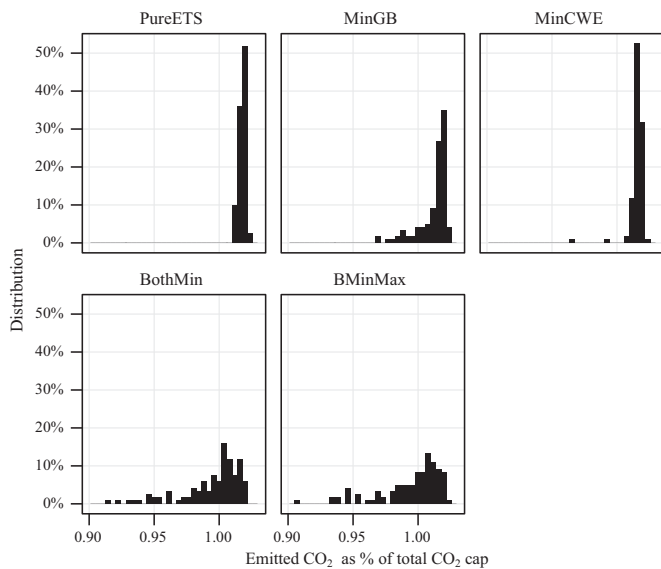 PureETS MinGB MinCWE
50%
40%
30%
20%
10%
0%
Distribution
BothMin BMinMax
50%
40%
30%
20%
10%
0%
0.90 0.95 1.00 0.90 0.95 1.00
Emitted CO₂ as % of total CO₂ cap